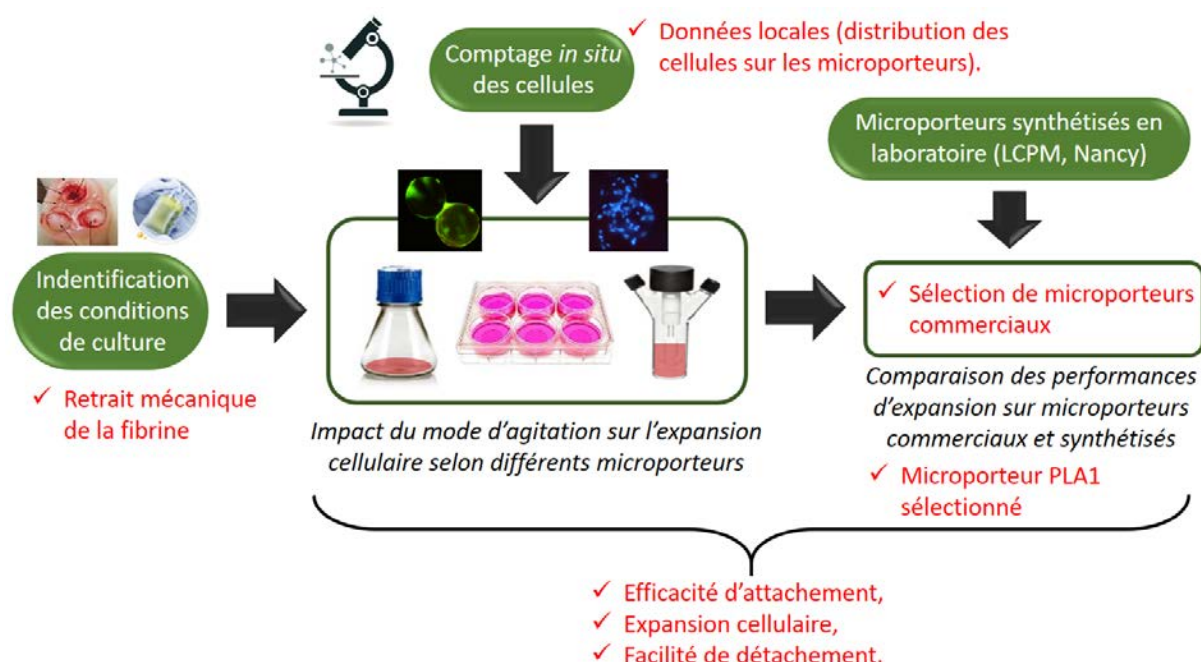 Comptage in situ
des cellules
✓ Données locales (distribution des
cellules sur les microporteurs).
Microporteurs synthétisés en
laboratoire (LCPM, Nancy)
Indentification
des conditions
de culture
✓ Retrait mécanique
de la fibrine
Impact du mode d'agitation sur l'expansion
cellulaire selon différents microporteurs
✓ Sélection de microporteurs
commerciaux
Comparaison des performances
d'expansion sur microporteurs
commerciaux et synthétisés
✓ Microporteur PLA1
sélectionné
✓ Efficacité d'attachement,
✓ Expansion cellulaire,
✓ Facilité de détachement.